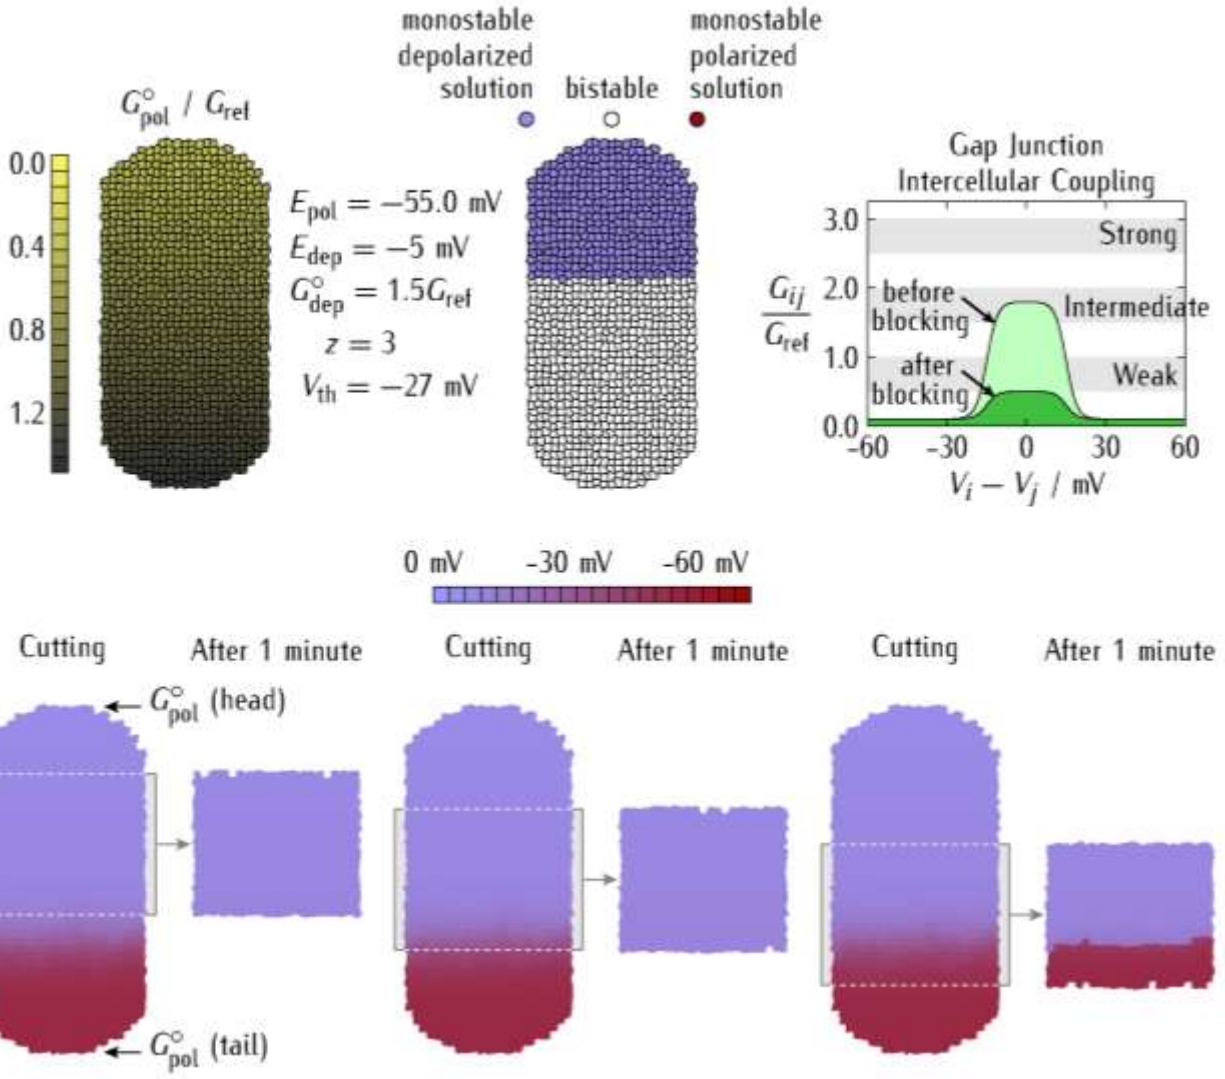 monostable
depolarized
solution
bistable
monostable
polarized
solution
G°pol / Gref
0.0
0.4
0.8
1.2
Epol = −55.0 mV
Edep = −5 mV
G°dep = 1.5Gref
z = 3
Vth = −27 mV
Gap Junction
Intercellular Coupling
3.0
2.0
1.0
0.0
Gij
Gref
Strong
Intermediate
Weak
before
blocking
after
blocking
-60
-30
0
30
60
Vi − Vj / mV
0 mV
-30 mV
-60 mV
Cutting
After 1 minute
Cutting
After 1 minute
Cutting
After 1 minute
G°pol (head)
G°pol (tail)